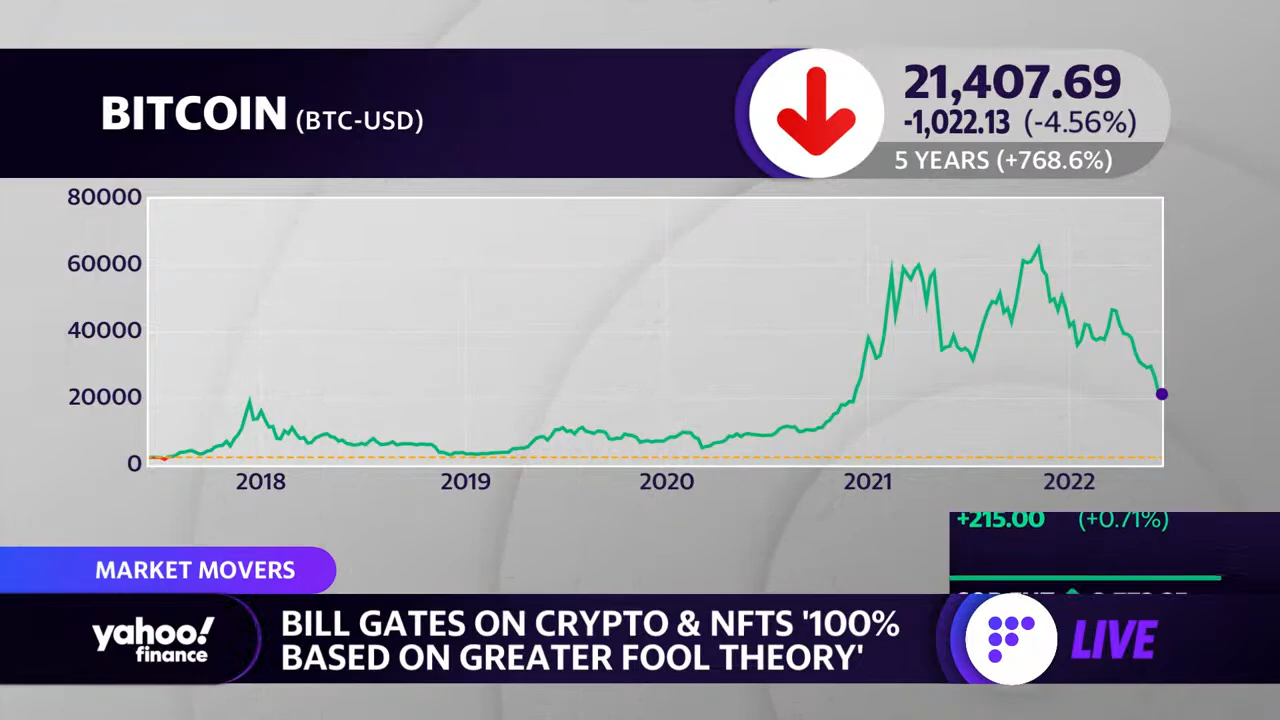 BITCOIN (BTC-USD)
21,407.69
-1,022.13 (-4.56%)
5 YEARS (+768.6%)
80000
60000
40000
20000
0
2018 2019 2020 2021 2022
+215.00 (+0.71%)
MARKET MOVERS
yahoo!
finance
BILL GATES ON CRYPTO & NFTS '100%
BASED ON GREATER FOOL THEORY'
LIVE